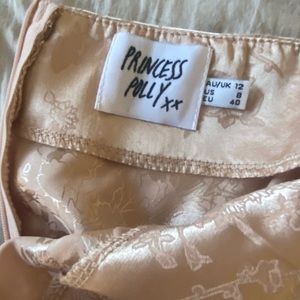 PRINCESS
POLLY xx
AU/UK 12
US 8
EU 40